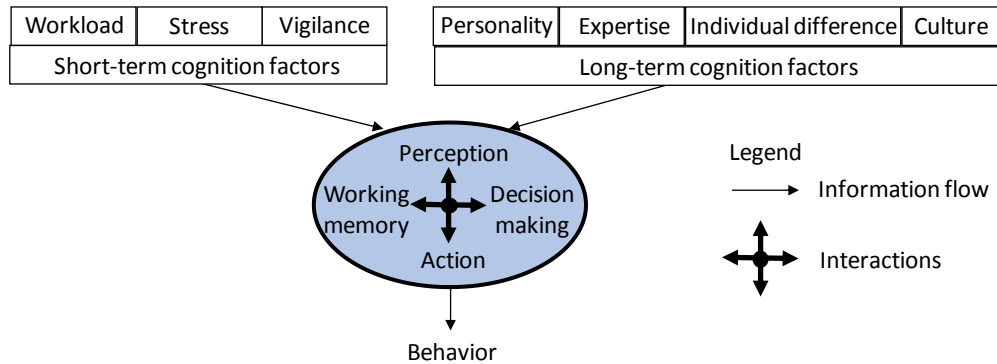 Workload Stress Vigilance
Short-term cognition factors
Personality Expertise Individual difference Culture
Long-term cognition factors
Perception
Working memory
Decision making
Action
Behavior
Legend
Information flow
Interactions